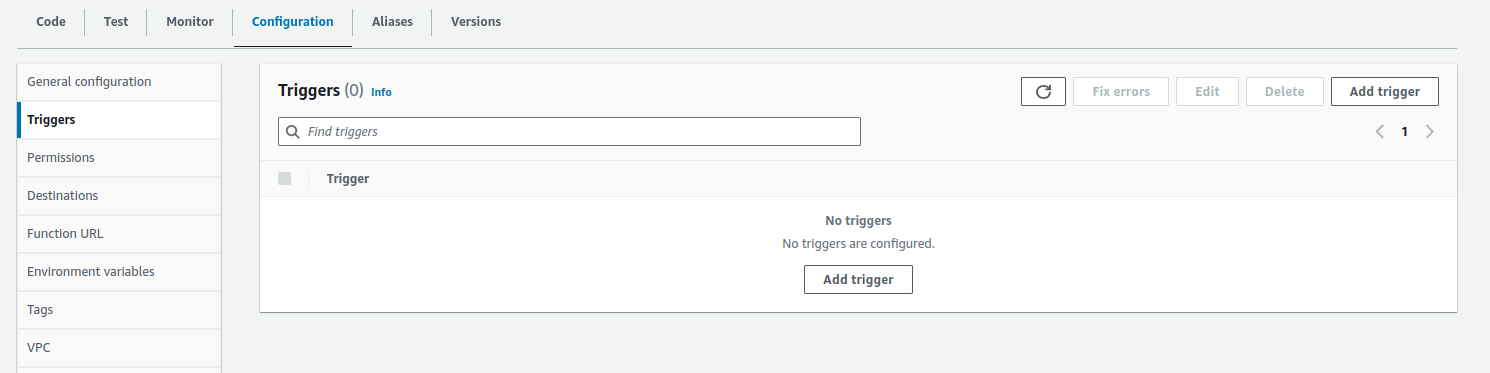 Code Test Monitor Configuration Aliases Versions
General configuration
Triggers
Permissions
Destinations
Function URL
Environment variables
Tags
VPC
Triggers (0) Info
Fix errors Edit Delete Add trigger
Find triggers
1
Trigger
No triggers
No triggers are configured.
Add trigger